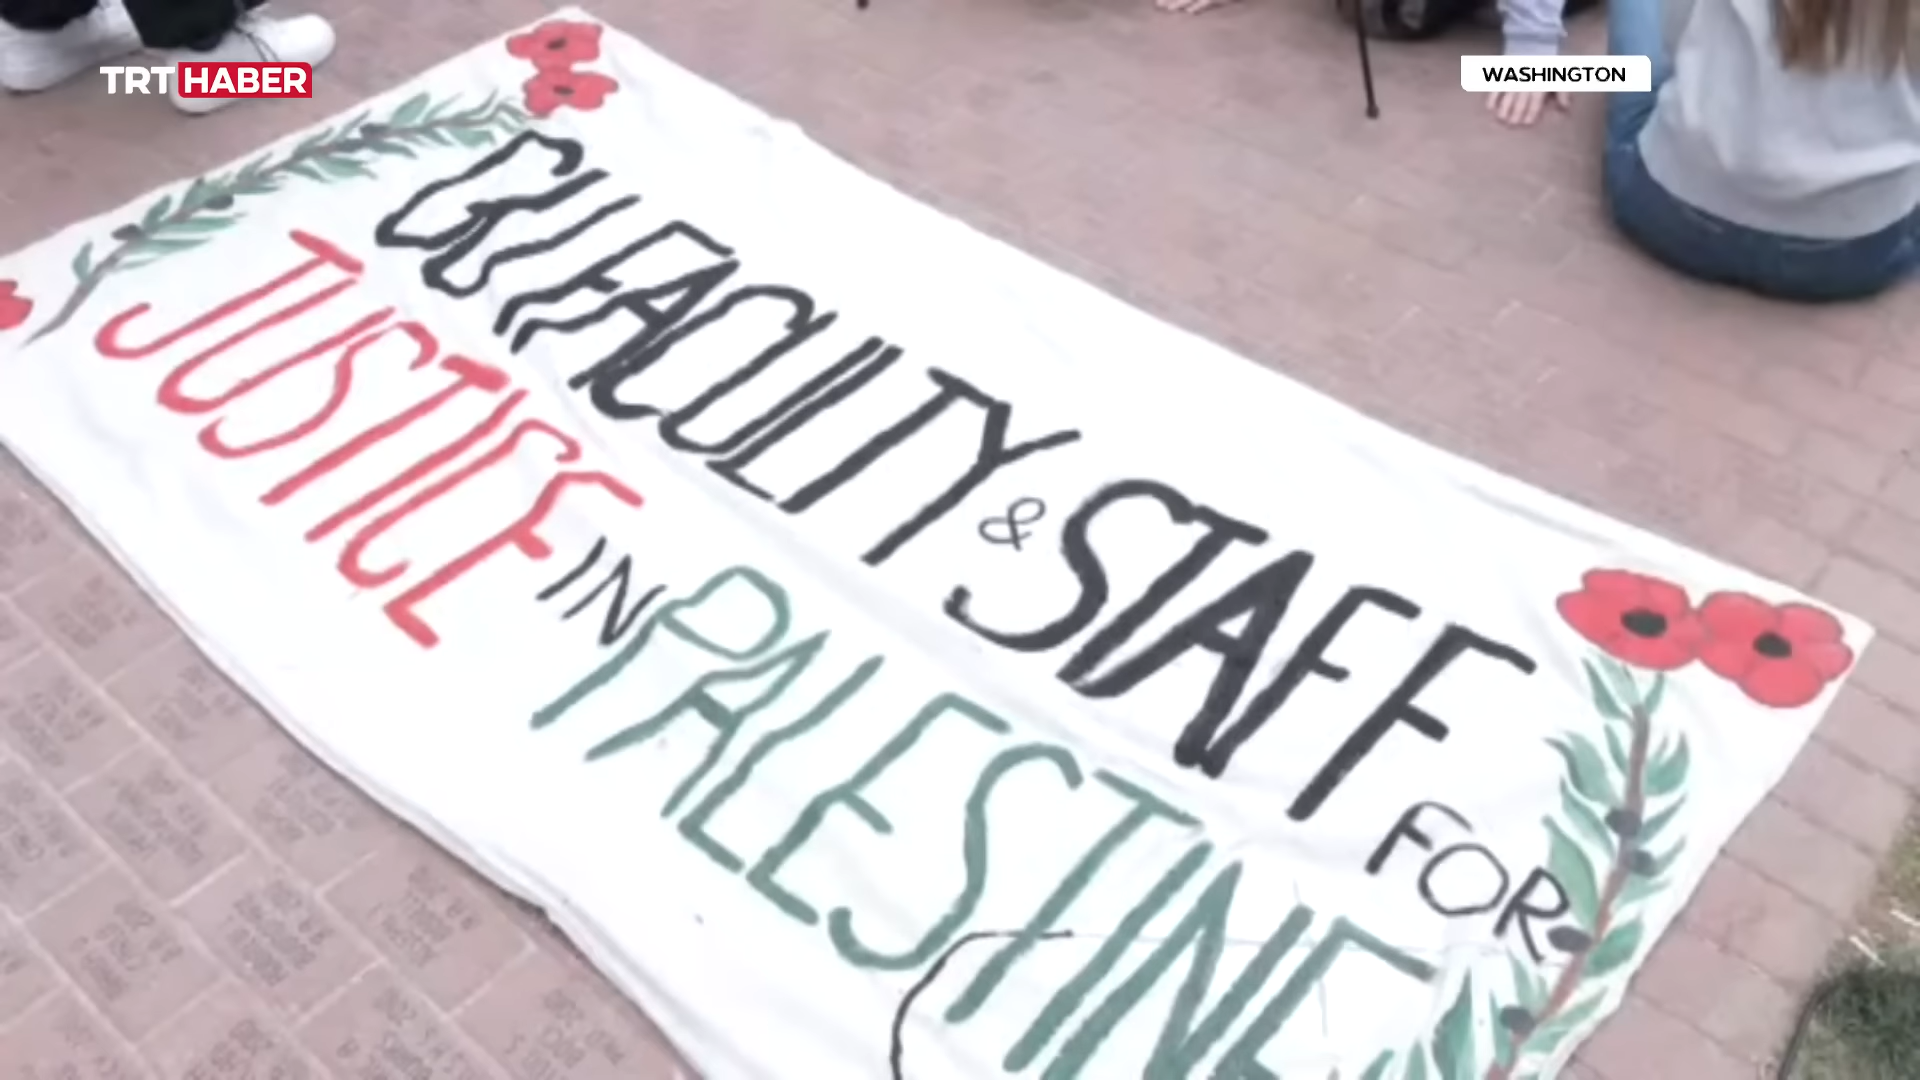 TRT HABER
WASHINGTON
GU FACULTY & STAFF FOR
JUSTICE IN PALESTINE